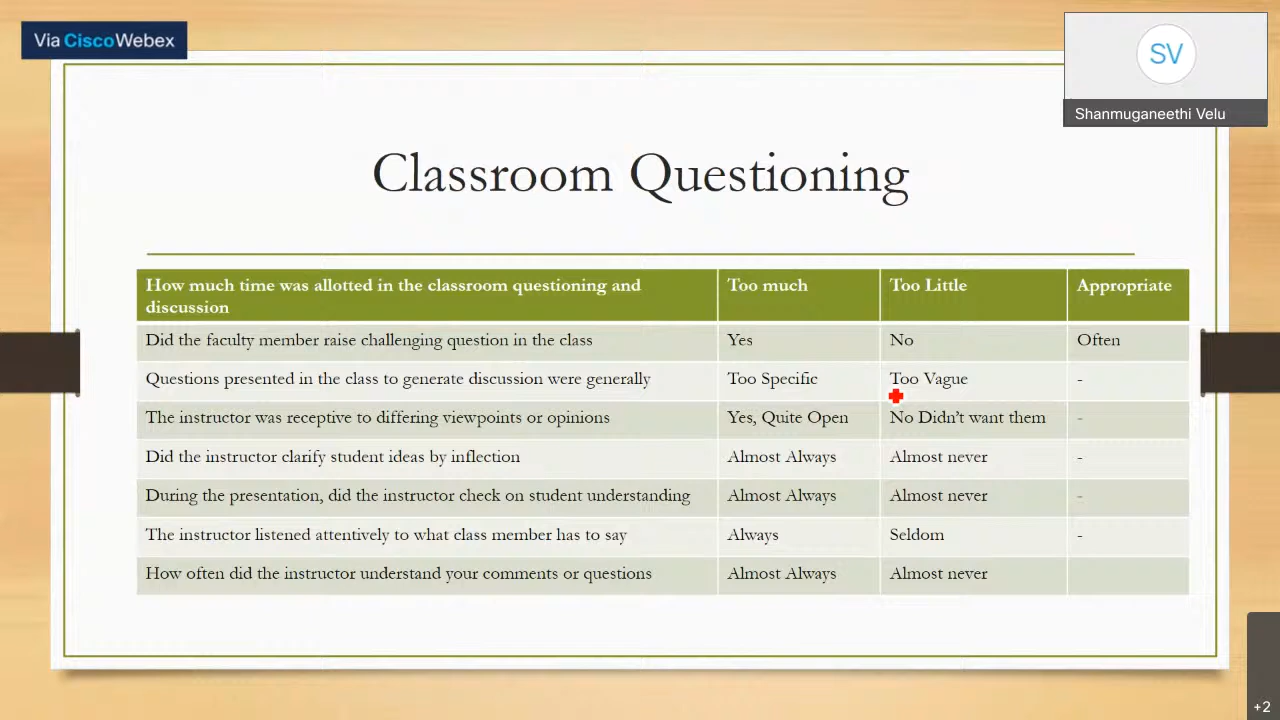 Via Cisco Webex
SV
Shanmuganeethi Velu
Classroom Questioning
How much time was allotted in the classroom questioning and discussion Too much Too Little Appropriate
Did the faculty member raise challenging question in the class Yes No Often
Questions presented in the class to generate discussion were generally Too Specific Too Vague -
The instructor was receptive to differing viewpoints or opinions Yes, Quite Open No Didn't want them -
Did the instructor clarify student ideas by inflection Almost Always Almost never -
During the presentation, did the instructor check on student understanding Almost Always Almost never -
The instructor listened attentively to what class member has to say Always Seldom -
How often did the instructor understand your comments or questions Almost Always Almost never
+2